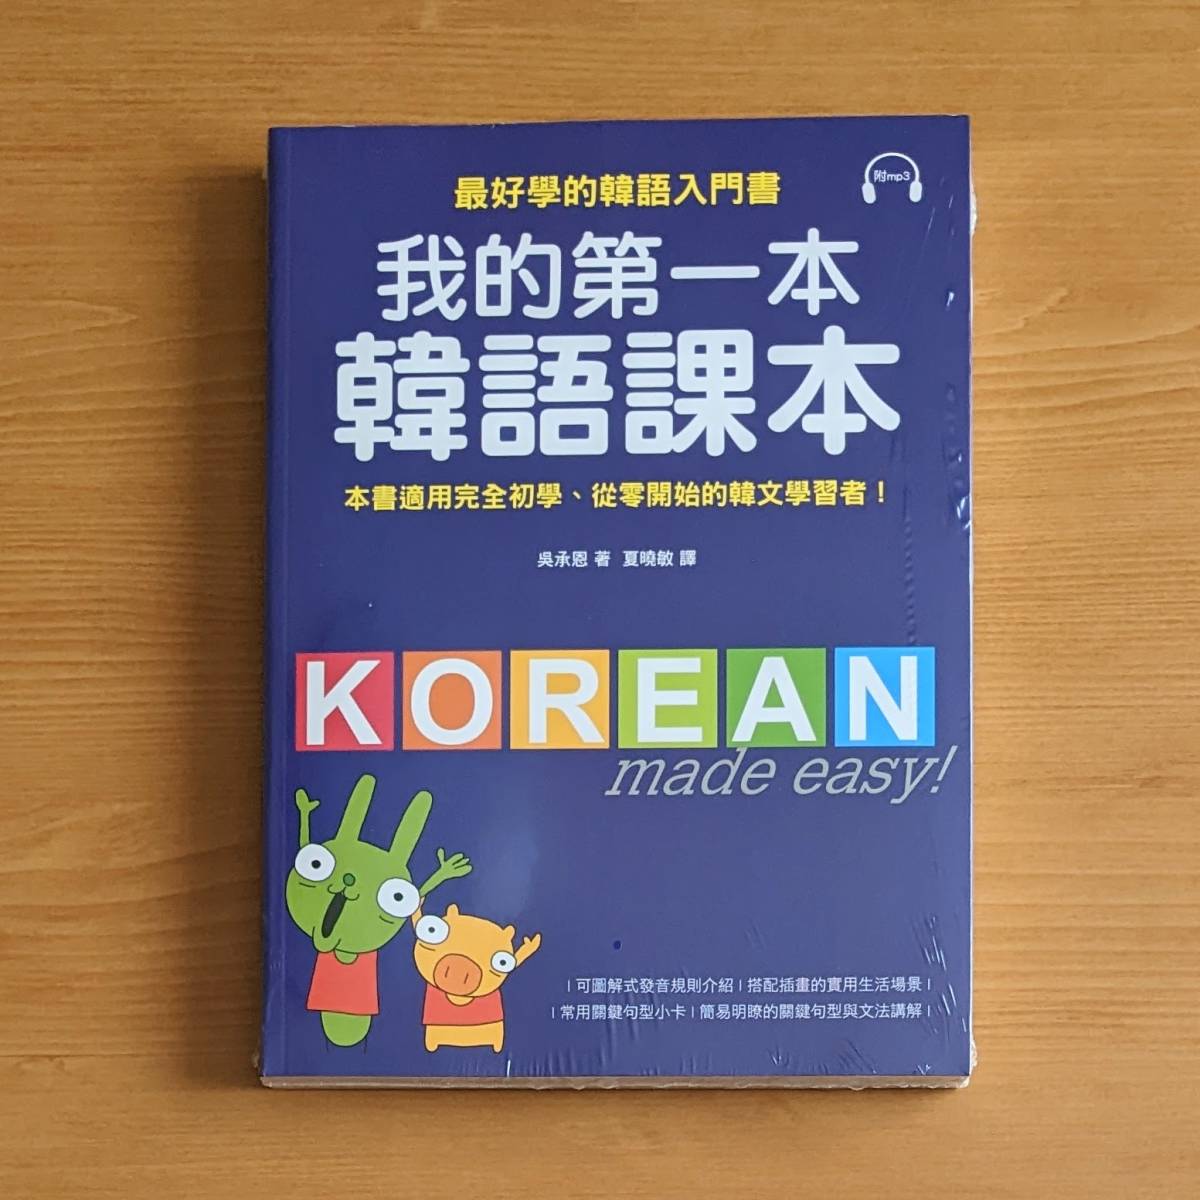 附mp3
最好學的韓語入門書
我的第一本
韓語課本
本書適用完全初學、從零開始的韓文學習者！
吳承恩 著 夏曉敏 譯
KOREAN
made easy!
| 可圖解式發音規則介紹 | 搭配插畫的實用生活場景 |
| 常用關鍵句型小卡 | 簡易明瞭的關鍵句型與文法講解 |